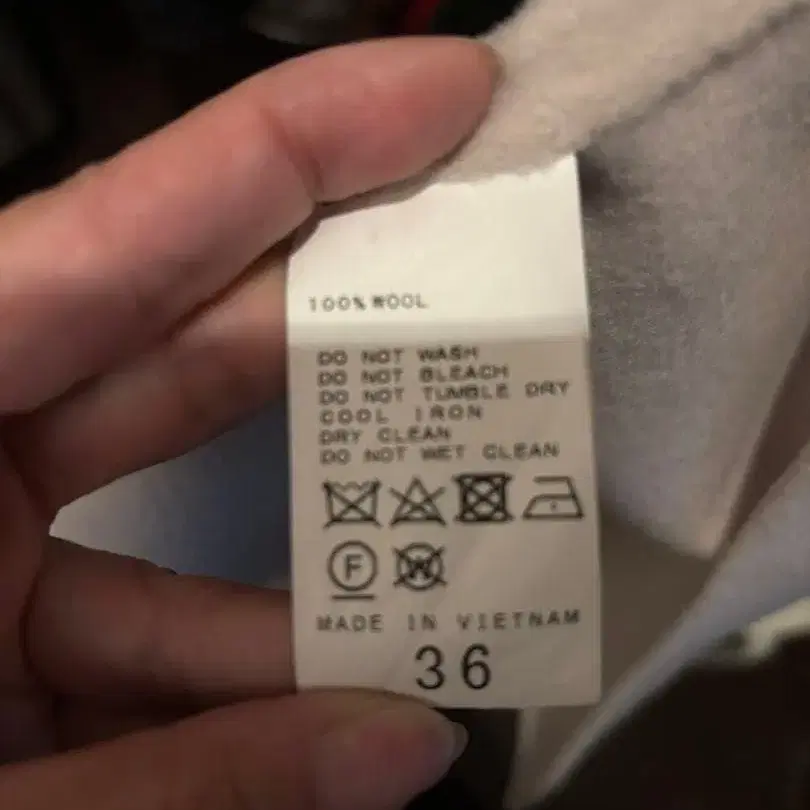 100% WOOL
DO NOT WASH
DO NOT BLEACH
DO NOT TUMBLE DRY
COOL IRON
DRY CLEAN
DO NOT WET CLEAN
F W
MADE IN VIETNAM
36